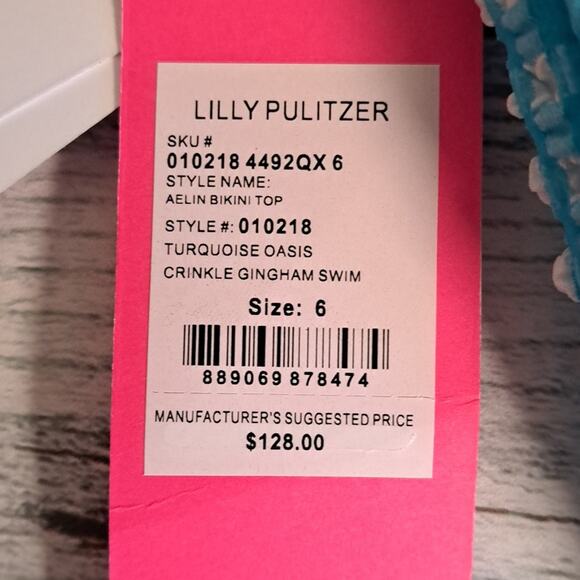 LILLY PULITZER
SKU #
010218 4492QX 6
STYLE NAME:
AELIN BIKINI TOP
STYLE #: 010218
TURQUOISE OASIS
CRINKLE GINGHAM SWIM
Size: 6
889069 878474
MANUFACTURER'S SUGGESTED PRICE
$128.00